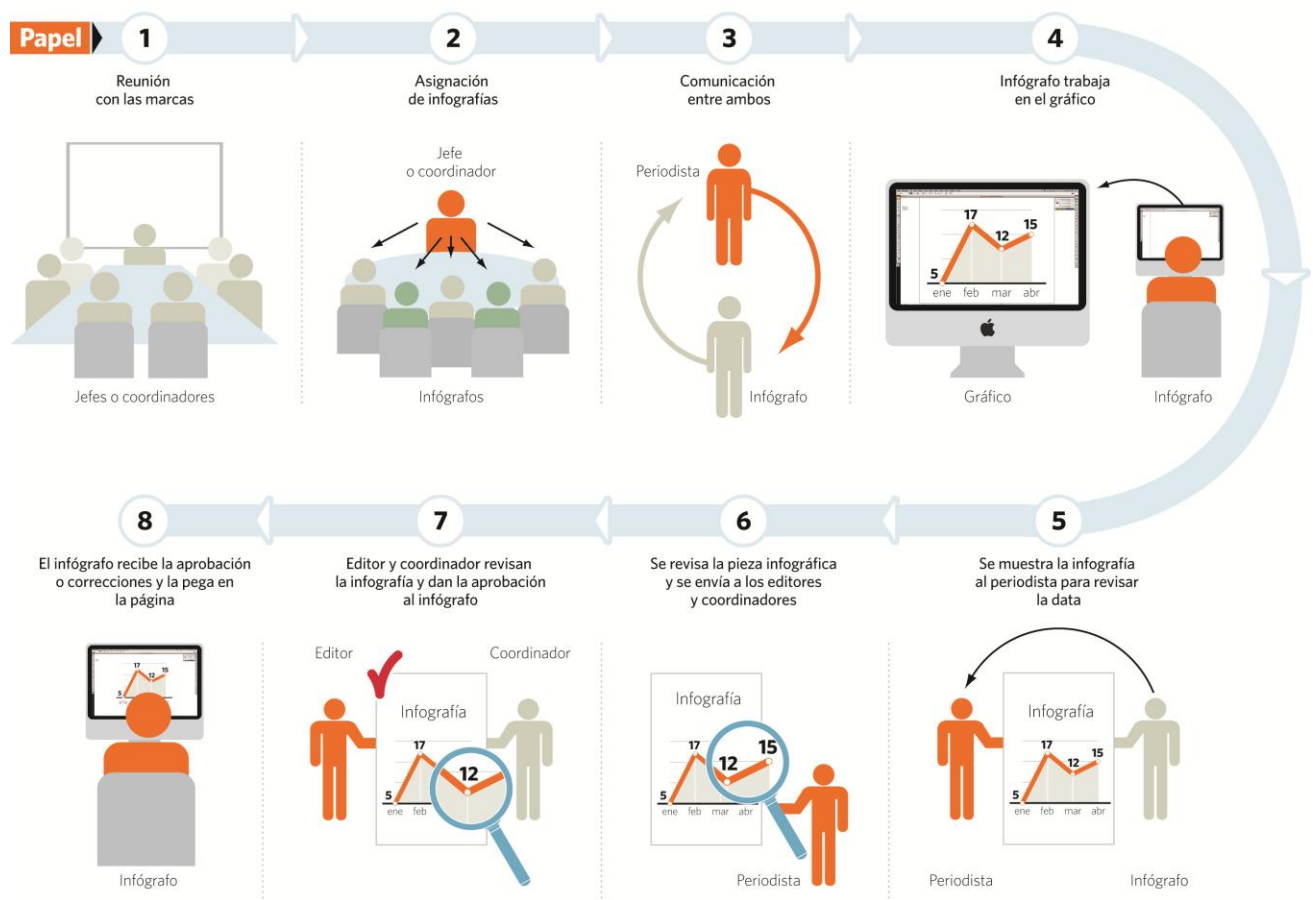 Papel
1
Reunión
con las marcas
Jefes o coordinadores
2
Asignación
de infografías
Jefe
o coordinador
Infógrafos
3
Comunicación
entre ambos
Periodista
Infógrafo
4
Infógrafo trabaja
en el gráfico
17
12
15
5
ene feb mar abr
Gráfico
Infógrafo
5
Se muestra la infografía
al periodista para revisar
la data
Infografía
17
12
15
5
ene feb mar abr
Periodista
Infógrafo
6
Se revisa la pieza infográfica
y se envía a los editores
y coordinadores
Infografía
17
12
15
5
ene feb mar abr
Periodista
7
Editor y coordinador revisan
la infografía y dan la aprobación
al infógrafo
Editor
Coordinador
Infografía
17
12
5
ene feb
8
El infógrafo recibe la aprobación
o correcciones y la pega en
la página
17
12
15
5
Infógrafo